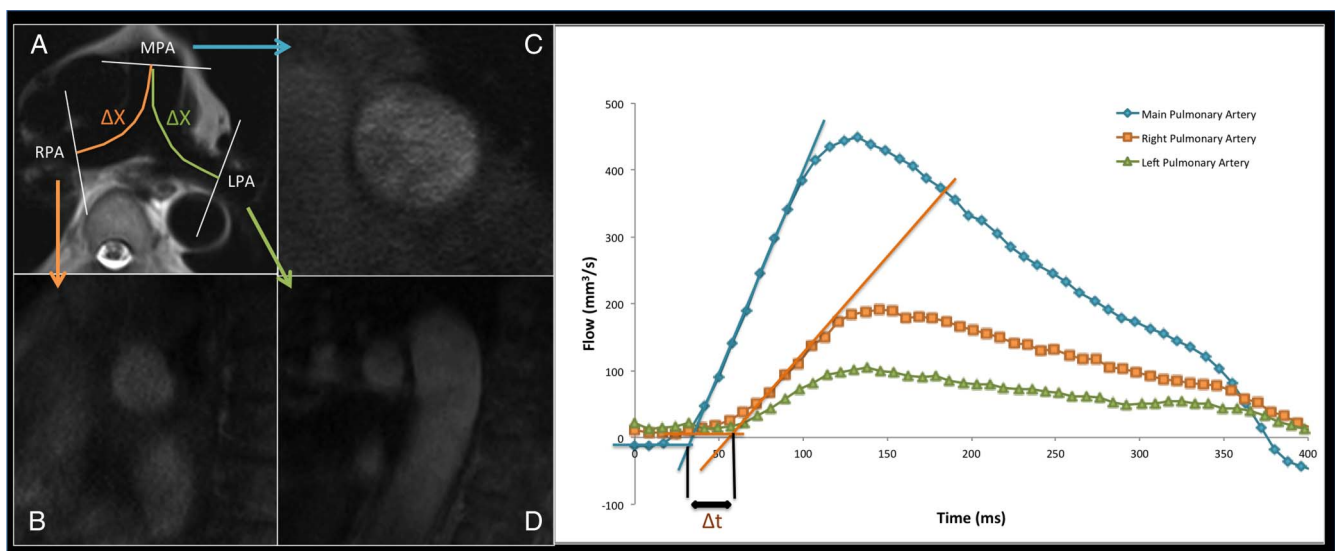 A
MPA
C
ΔX
ΔX
RPA
LPA
B
D
500
400
300
200
100
0
-100
Flow (mm³/s)
Main Pulmonary Artery
Right Pulmonary Artery
Left Pulmonary Artery
0 50 100 150 200 250 300 350 400
Δt
Time (ms)